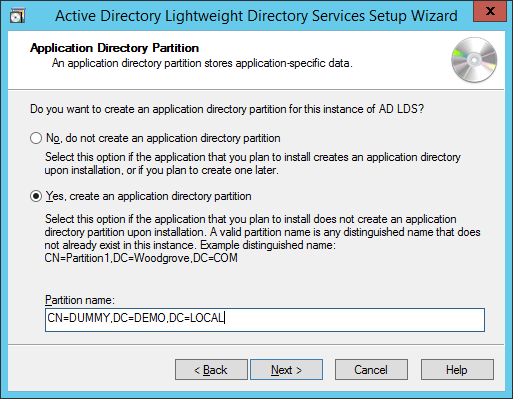 Active Directory Lightweight Directory Services Setup Wizard
Application Directory Partition
An application directory partition stores application-specific data.
Do you want to create an application directory partition for this instance of AD LDS?
No, do not create an application directory partition
Select this option if the application that you plan to install creates an application directory
upon installation, or if you plan to create one later.
Yes, create an application directory partition
Select this option if the application that you plan to install does not create an application
directory partition upon installation. A valid partition name is any distinguished name that does
not already exist in this instance. Example distinguished name:
CN=Partition1,DC=Woodgrove,DC=COM
Partition name:
CN=DUMMY,DC=DEMO,DC=LOCAL
< Back
Next >
Cancel
Help